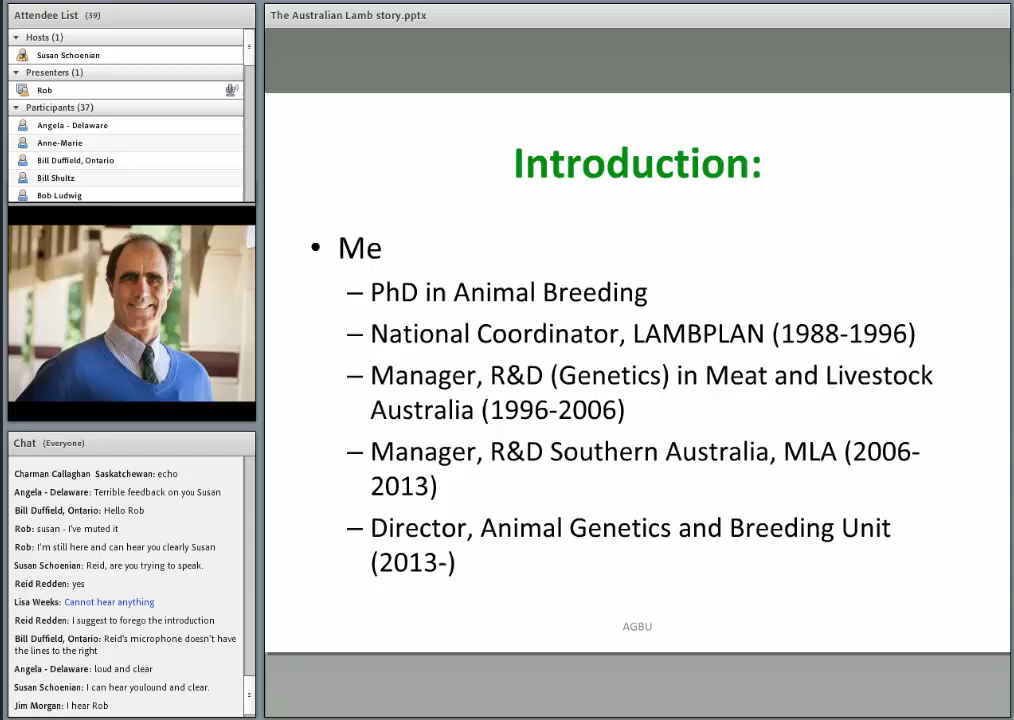 Attendee List (39)
Hosts (1)
Susan Schoenian
Presenters (1)
Rob
Participants (37)
Angela - Delaware
Anne-Marie
Bill Duffield, Ontario
Bill Shultz
Bob Ludwig
Chat (Everyone)
Charman Callaghan Saskatchewan: echo
Angela - Delaware: Terrible feedback on you Susan
Bill Duffield, Ontario: Hello Rob
Rob: susan - I've muted it
Rob: I'm still here and can hear you clearly Susan
Susan Schoenian: Reid, are you trying to speak.
Reid Redden: yes
Lisa Weeks: Cannot hear anything
Reid Redden: I suggest to forego the introduction
Bill Duffield, Ontario: Reid's microphone doesn't have
the lines to the right
Angela - Delaware: loud and clear
Susan Schoenian: I can hear youlound and clear.
Jim Morgan: I hear Rob
The Australian Lamb story.pptx
Introduction:
• Me
– PhD in Animal Breeding
– National Coordinator, LAMBPLAN (1988-1996)
– Manager, R&D (Genetics) in Meat and Livestock
Australia (1996-2006)
– Manager, R&D Southern Australia, MLA (2006-
2013)
– Director, Animal Genetics and Breeding Unit
(2013-)
AGBU